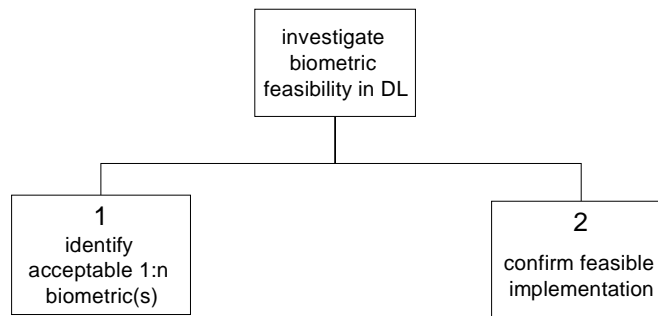 investigate
biometric
feasibility in DL
1
identify
acceptable 1:n
biometric(s)
2
confirm feasible
implementation